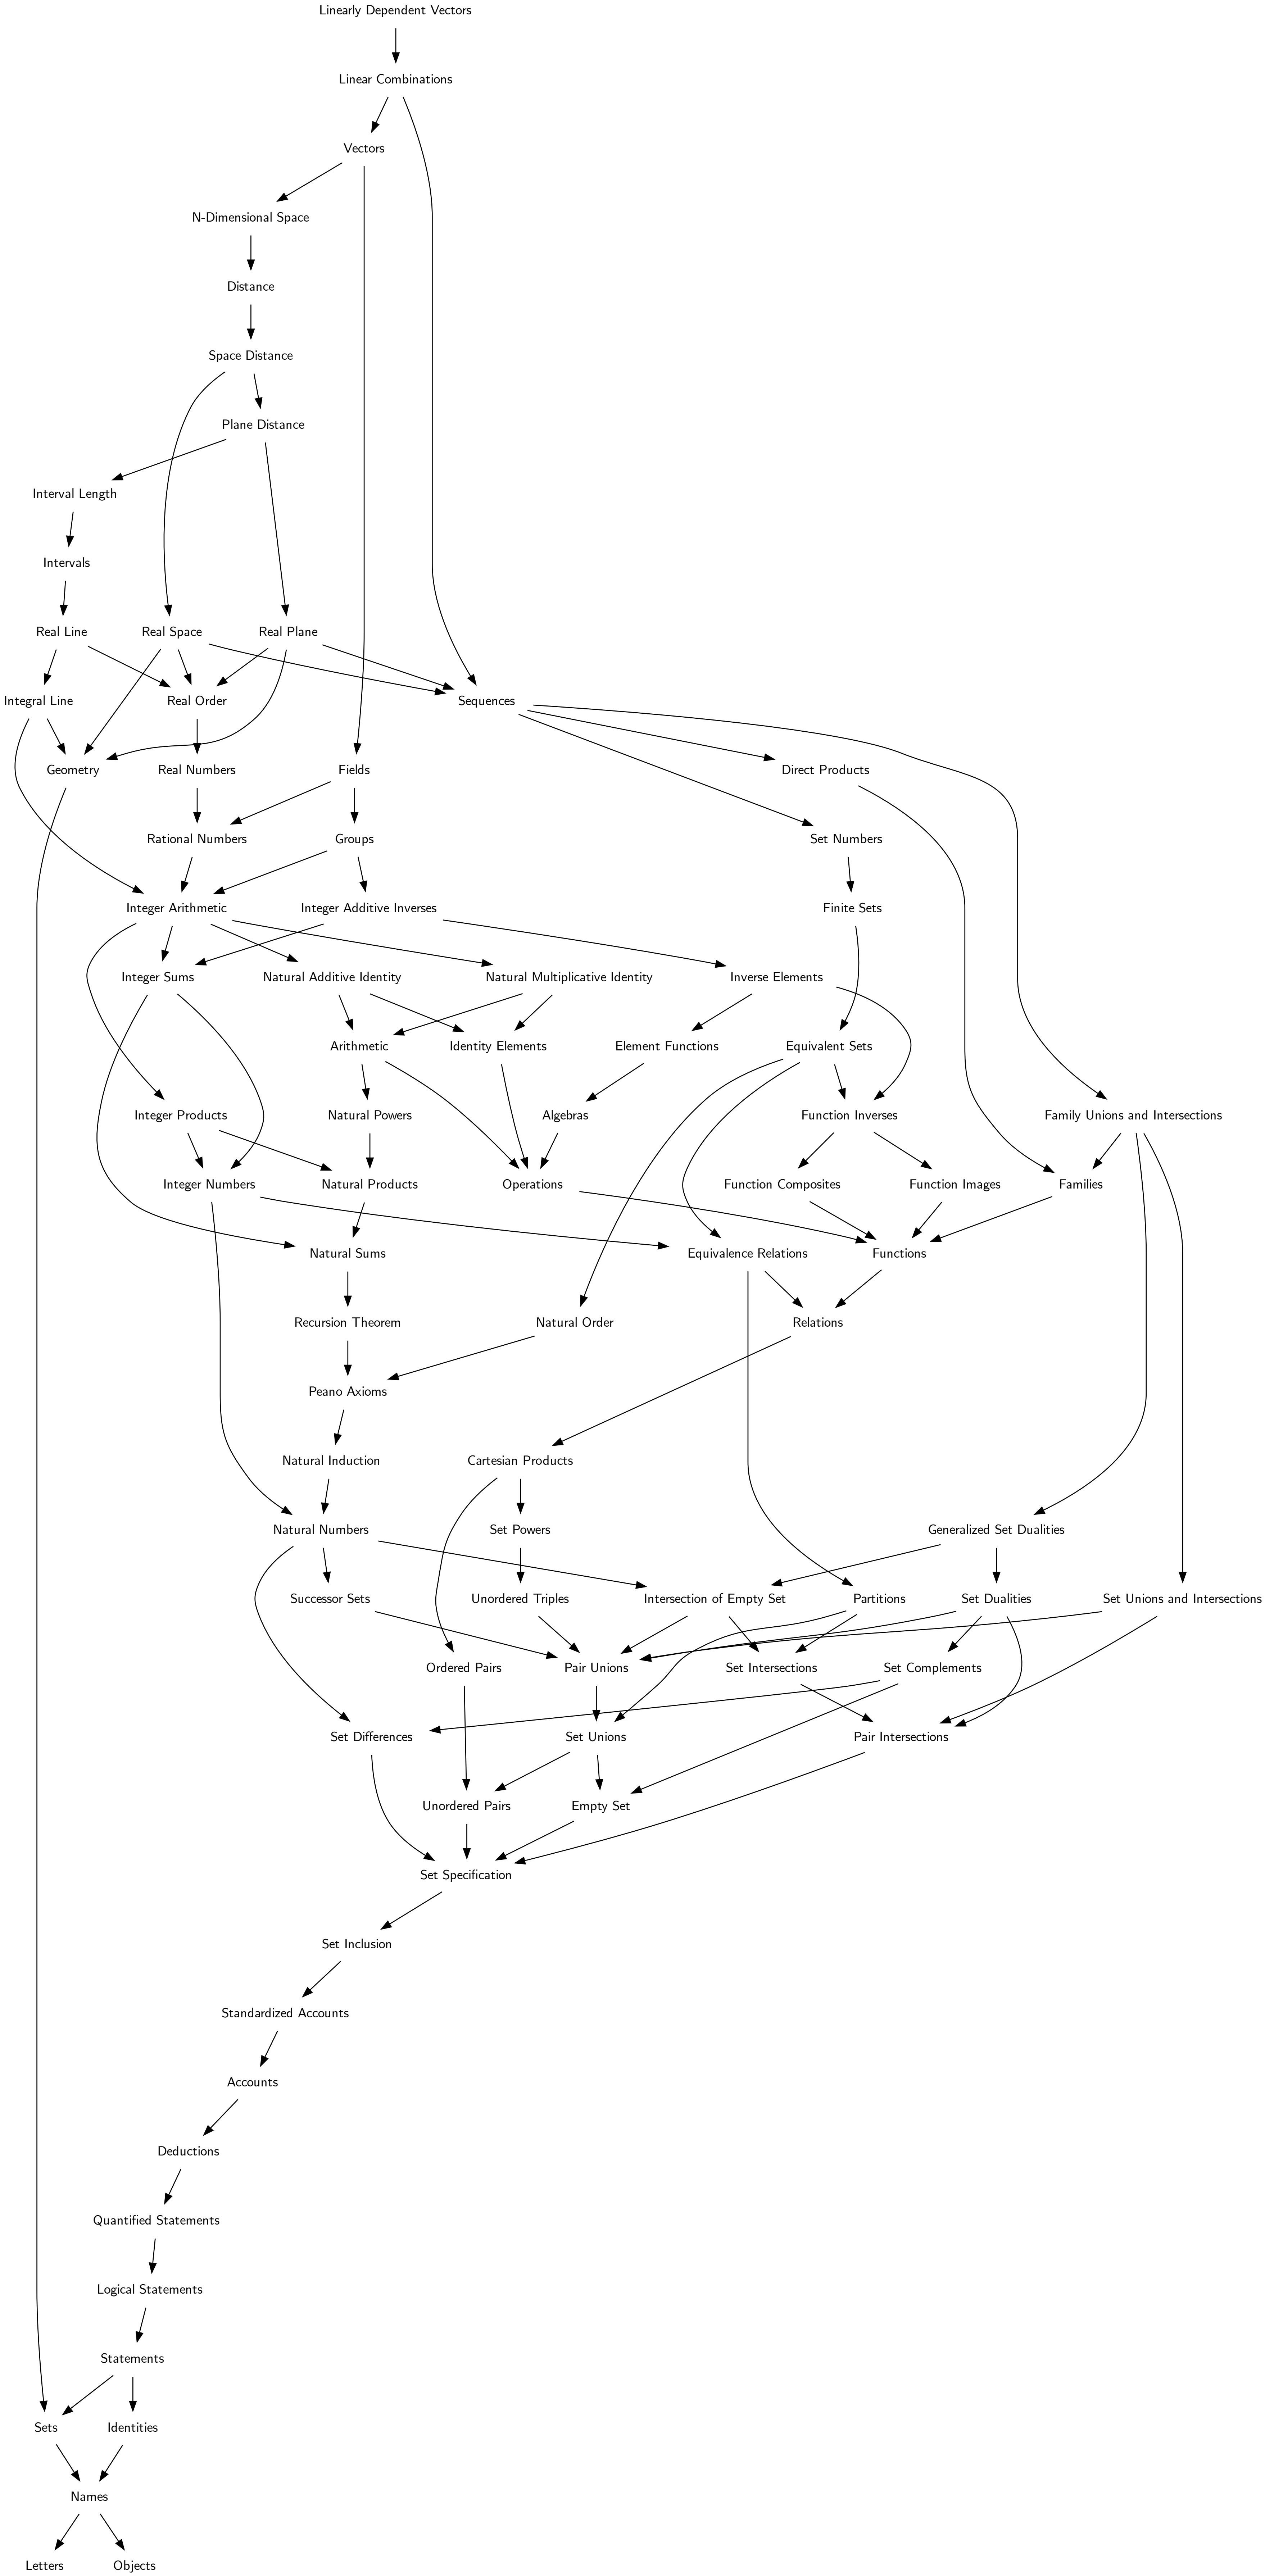 Linearly Dependent Vectors
Linear Combinations
Vectors
N-Dimensional Space
Distance
Space Distance
Plane Distance
Interval Length
Intervals
Real Line
Real Space
Real Plane
Integral Line
Real Order
Sequences
Geometry
Real Numbers
Fields
Direct Products
Rational Numbers
Groups
Set Numbers
Integer Arithmetic
Integer Additive Inverses
Finite Sets
Integer Sums
Natural Additive Identity
Natural Multiplicative Identity
Inverse Elements
Arithmetic
Identity Elements
Element Functions
Equivalent Sets
Integer Products
Natural Powers
Algebras
Function Inverses
Family Unions and Intersections
Integer Numbers
Natural Products
Operations
Function Composites
Function Images
Families
Natural Sums
Equivalence Relations
Functions
Recursion Theorem
Natural Order
Relations
Peano Axioms
Natural Induction
Cartesian Products
Natural Numbers
Set Powers
Generalized Set Dualities
Successor Sets
Unordered Triples
Intersection of Empty Set
Partitions
Set Dualities
Set Unions and Intersections
Ordered Pairs
Pair Unions
Set Intersections
Set Complements
Set Differences
Set Unions
Pair Intersections
Unordered Pairs
Empty Set
Set Specification
Set Inclusion
Standardized Accounts
Accounts
Deductions
Quantified Statements
Logical Statements
Statements
Sets
Identities
Names
Letters
Objects